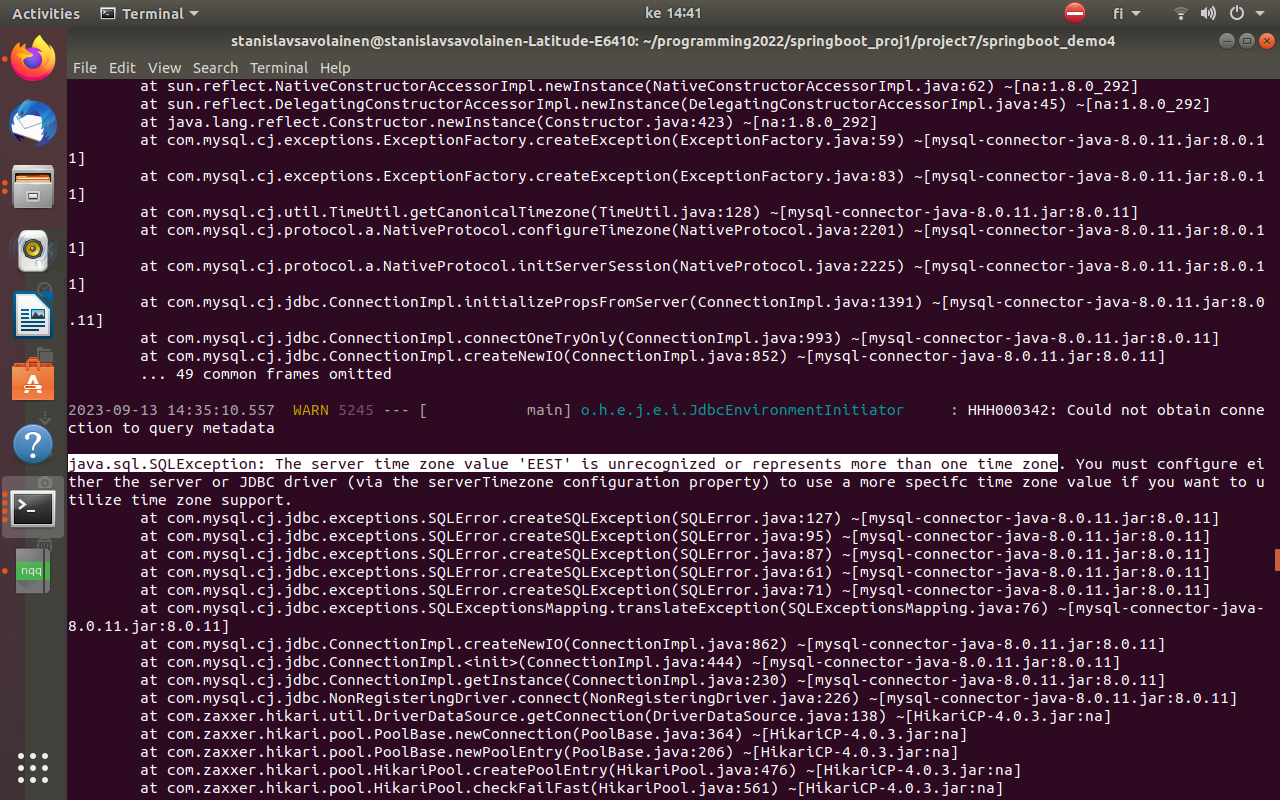 Activities Terminal ke 14:41 fi
stanislavsavolainen@stanislavsavolainen-Latitude-E6410: ~/programming2022/springboot_proj1/project7/springboot_demo4
File Edit View Search Terminal Help
at sun.reflect.NativeConstructorAccessorImpl.newInstance(NativeConstructorAccessorImpl.java:62) ~[na:1.8.0_292]
at sun.reflect.DelegatingConstructorAccessorImpl.newInstance(DelegatingConstructorAccessorImpl.java:45) ~[na:1.8.0_292]
at java.lang.reflect.Constructor.newInstance(Constructor.java:423) ~[na:1.8.0_292]
at com.mysql.cj.exceptions.ExceptionFactory.createException(ExceptionFactory.java:59) ~[mysql-connector-java-8.0.11.jar:8.0.1
1]
at com.mysql.cj.exceptions.ExceptionFactory.createException(ExceptionFactory.java:83) ~[mysql-connector-java-8.0.11.jar:8.0.1
1]
at com.mysql.cj.util.TimeUtil.getCanonicalTimezone(TimeUtil.java:128) ~[mysql-connector-java-8.0.11.jar:8.0.11]
at com.mysql.cj.protocol.a.NativeProtocol.configureTimezone(NativeProtocol.java:2201) ~[mysql-connector-java-8.0.11.jar:8.0.1
1]
at com.mysql.cj.protocol.a.NativeProtocol.initServerSession(NativeProtocol.java:2225) ~[mysql-connector-java-8.0.11.jar:8.0.1
1]
at com.mysql.cj.jdbc.ConnectionImpl.initializePropsFromServer(ConnectionImpl.java:1391) ~[mysql-connector-java-8.0.11.jar:8.0
.11]
at com.mysql.cj.jdbc.ConnectionImpl.connectOneTryOnly(ConnectionImpl.java:993) ~[mysql-connector-java-8.0.11.jar:8.0.11]
at com.mysql.cj.jdbc.ConnectionImpl.createNewIO(ConnectionImpl.java:852) ~[mysql-connector-java-8.0.11.jar:8.0.11]
... 49 common frames omitted
2023-09-13 14:35:10.557 WARN 5245 --- [ main] o.h.e.j.e.i.JdbcEnvironmentInitiator : HHH000342: Could not obtain conne
ction to query metadata
java.sql.SQLException: The server time zone value 'EEST' is unrecognized or represents more than one time zone. You must configure ei
ther the server or JDBC driver (via the serverTimezone configuration property) to use a more specifc time zone value if you want to u
tilize time zone support.
at com.mysql.cj.jdbc.exceptions.SQLError.createSQLException(SQLError.java:127) ~[mysql-connector-java-8.0.11.jar:8.0.11]
at com.mysql.cj.jdbc.exceptions.SQLError.createSQLException(SQLError.java:95) ~[mysql-connector-java-8.0.11.jar:8.0.11]
at com.mysql.cj.jdbc.exceptions.SQLError.createSQLException(SQLError.java:87) ~[mysql-connector-java-8.0.11.jar:8.0.11]
at com.mysql.cj.jdbc.exceptions.SQLError.createSQLException(SQLError.java:61) ~[mysql-connector-java-8.0.11.jar:8.0.11]
at com.mysql.cj.jdbc.exceptions.SQLError.createSQLException(SQLError.java:71) ~[mysql-connector-java-8.0.11.jar:8.0.11]
at com.mysql.cj.jdbc.exceptions.SQLExceptionsMapping.translateException(SQLExceptionsMapping.java:76) ~[mysql-connector-java-
8.0.11.jar:8.0.11]
at com.mysql.cj.jdbc.ConnectionImpl.createNewIO(ConnectionImpl.java:862) ~[mysql-connector-java-8.0.11.jar:8.0.11]
at com.mysql.cj.jdbc.ConnectionImpl.<init>(ConnectionImpl.java:444) ~[mysql-connector-java-8.0.11.jar:8.0.11]
at com.mysql.cj.jdbc.ConnectionImpl.getInstance(ConnectionImpl.java:230) ~[mysql-connector-java-8.0.11.jar:8.0.11]
at com.mysql.cj.jdbc.NonRegisteringDriver.connect(NonRegisteringDriver.java:226) ~[mysql-connector-java-8.0.11.jar:8.0.11]
at com.zaxxer.hikari.util.DriverDataSource.getConnection(DriverDataSource.java:138) ~[HikariCP-4.0.3.jar:na]
at com.zaxxer.hikari.pool.PoolBase.newConnection(PoolBase.java:364) ~[HikariCP-4.0.3.jar:na]
at com.zaxxer.hikari.pool.PoolBase.newPoolEntry(PoolBase.java:206) ~[HikariCP-4.0.3.jar:na]
at com.zaxxer.hikari.pool.HikariPool.createPoolEntry(HikariPool.java:476) ~[HikariCP-4.0.3.jar:na]
at com.zaxxer.hikari.pool.HikariPool.checkFailFast(HikariPool.java:561) ~[HikariCP-4.0.3.jar:na]
nqq